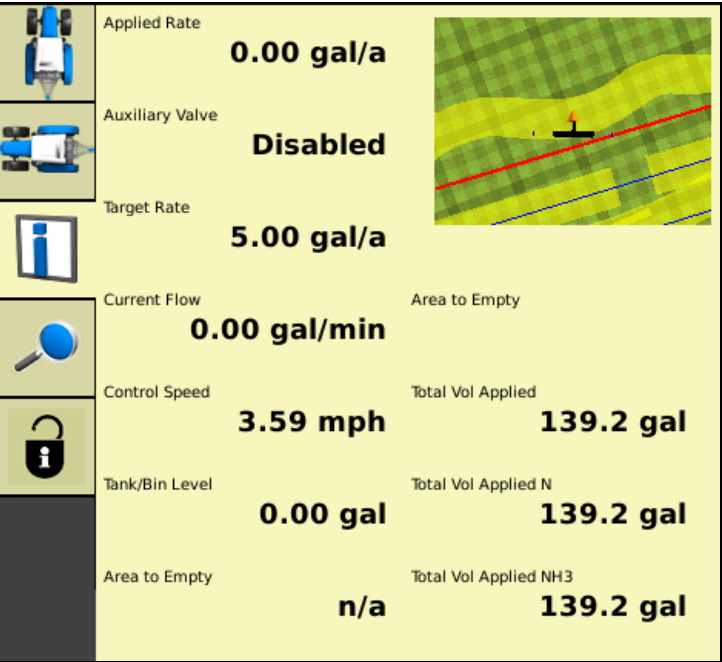 Applied Rate
0.00 gal/a
Auxiliary Valve
Disabled
Target Rate
5.00 gal/a
Current Flow
0.00 gal/min
Area to Empty
Control Speed
3.59 mph
Total Vol Applied
139.2 gal
Tank/Bin Level
0.00 gal
Total Vol Applied N
139.2 gal
Area to Empty
n/a
Total Vol Applied NH3
139.2 gal